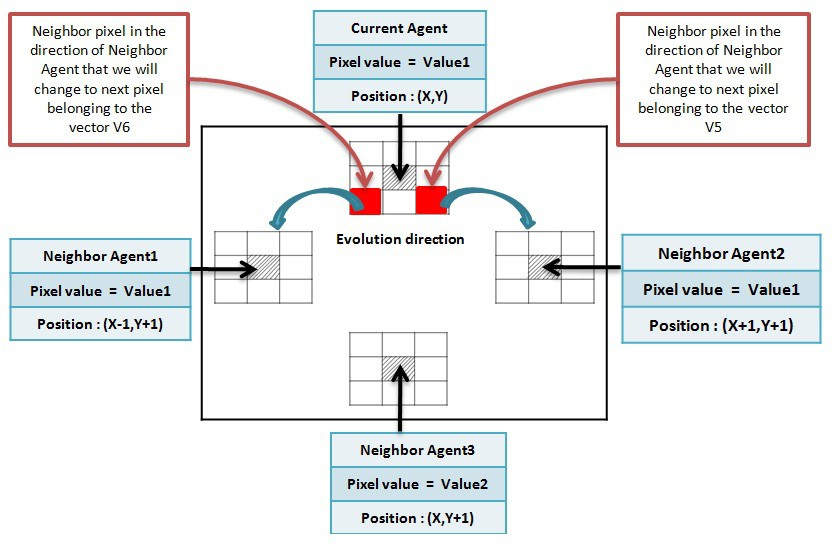 Neighbor pixel in the
direction of Neighbor
Agent that we will
change to next pixel
belonging to the
vector V6
Current Agent
Pixel value = Value1
Position : (X,Y)
Neighbor pixel in the
direction of Neighbor
Agent that we will
change to next pixel
belonging to the vector
V5
Evolution direction
Neighbor Agent1
Pixel value = Value1
Position : (X-1,Y+1)
Neighbor Agent2
Pixel value = Value1
Position : (X+1,Y+1)
Neighbor Agent3
Pixel value = Value2
Position : (X,Y+1)